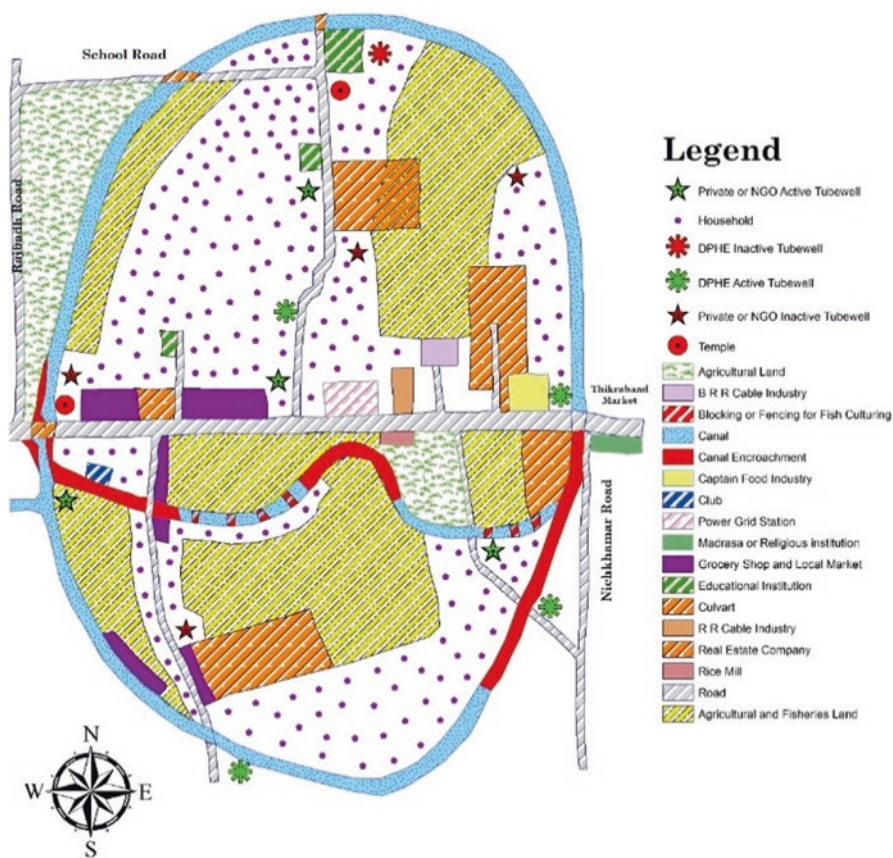 School Road
Rajbadh Road
Thikraband
Market
Nichkhamar Road
N
W
E
S
Legend
Private or NGO Active Tubewell
Household
DPHE Inactive Tubewell
DPHE Active Tubewell
Private or NGO Inactive Tubewell
Temple
Agricultural Land
B R R Cable Industry
Blocking or Fencing for Fish Culturing
Canal
Canal Encroachment
Captain Food Industry
Club
Power Grid Station
Madrasa or Religious institution
Grocery Shop and Local Market
Educational Institution
Culvart
R R Cable Industry
Real Estate Company
Rice Mill
Road
Agricultural and Fisheries Land